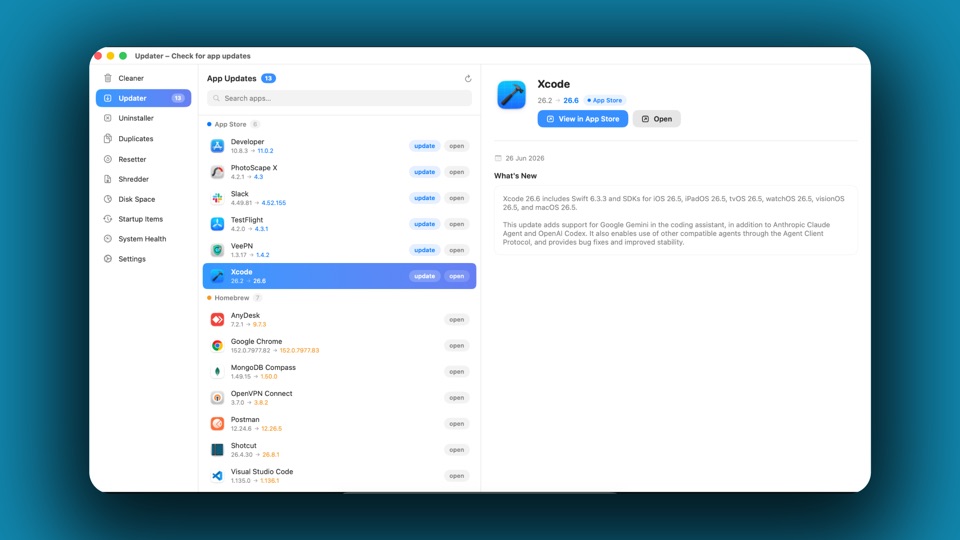 Updater – Check for app updates
Cleaner
Updater 13
Uninstaller
Duplicates
Resetter
Shredder
Disk Space
Startup Items
System Health
Settings
App Updates 13
Search apps...
App Store 6
Developer
10.8.3 → 11.0.2
update open
PhotoScape X
4.2.1 → 4.3
update open
Slack
4.49.81 → 4.52.155
update open
TestFlight
4.2.0 → 4.3.1
update open
VeePN
1.3.17 → 1.4.2
update open
Xcode
26.2 → 26.6
update open
Homebrew 7
AnyDesk
7.2.1 → 9.7.3
open
Google Chrome
152.0.7977.82 → 152.0.7977.83
open
MongoDB Compass
1.49.15 → 1.50.0
open
OpenVPN Connect
3.7.0 → 3.8.2
open
Postman
12.24.6 → 12.26.5
open
Shotcut
26.4.30 → 26.8.1
open
Visual Studio Code
1.135.0 → 1.136.1
open
Xcode
26.2 → 26.6 App Store
View in App Store Open
26 Jun 2026
What's New
Xcode 26.6 includes Swift 6.3.3 and SDKs for iOS 26.5, iPadOS 26.5, tvOS 26.5, watchOS 26.5, visionOS
26.5, and macOS 26.5.
This update adds support for Google Gemini in the coding assistant, in addition to Anthropic Claude
Agent and OpenAI Codex. It also enables use of other compatible agents through the Agent Client
Protocol, and provides bug fixes and improved stability.